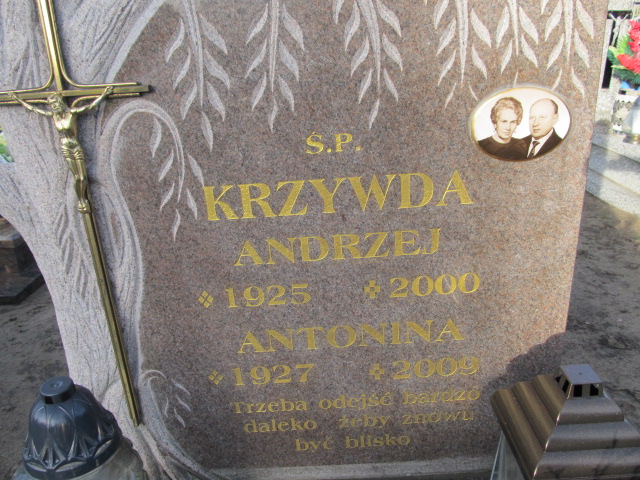 Ś.P.
KRZYWDA
ANDRZEJ
1925 2000
ANTONINA
1927 2009
Trzeba odejść bardzo
daleko żeby znowu
być blisko